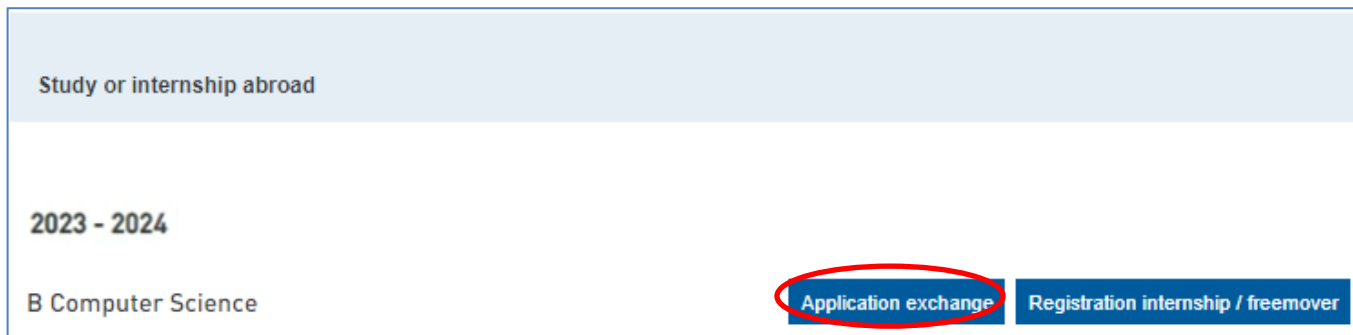 Study or internship abroad
2023 - 2024
B Computer Science
Application exchange
Registration internship / freemover